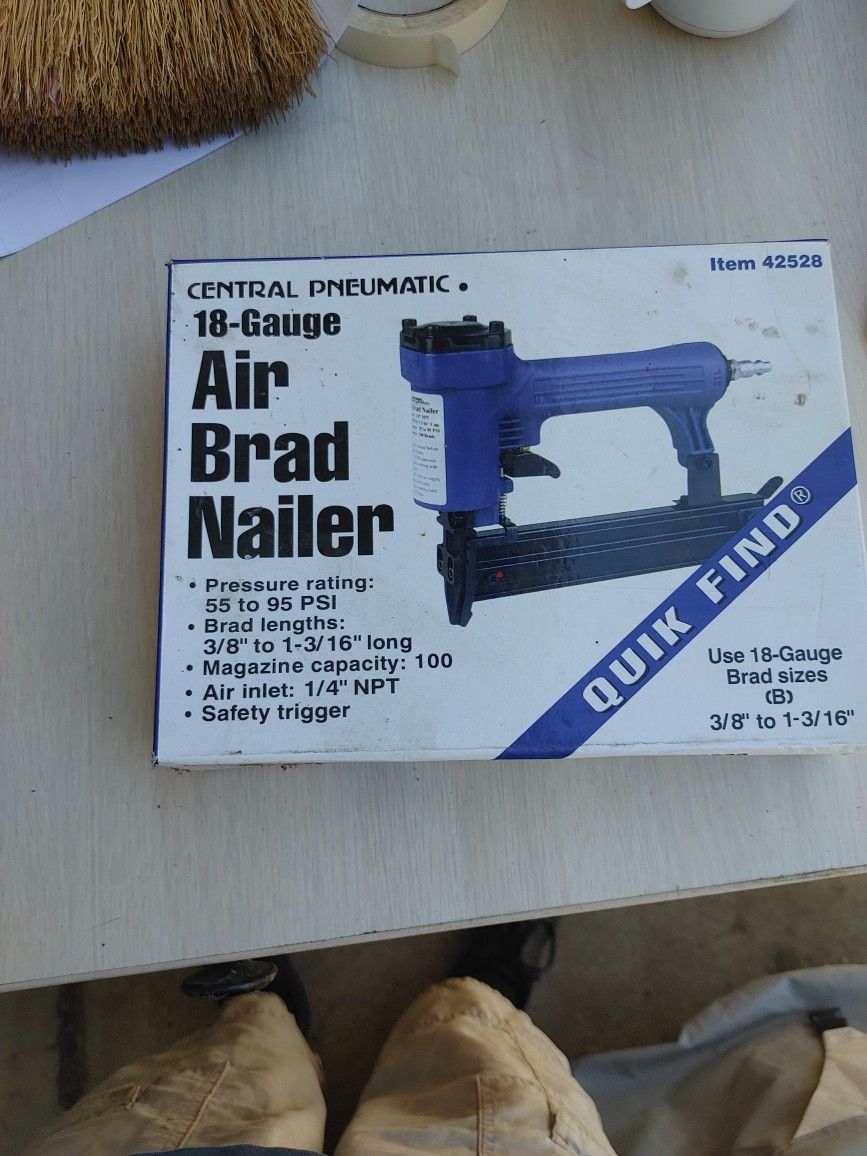 Item 42528
CENTRAL PNEUMATIC •
18-Gauge
Air
Brad
Nailer
• Pressure rating:
55 to 95 PSI
• Brad lengths:
3/8" to 1-3/16" long
• Magazine capacity: 100
• Air inlet: 1/4" NPT
• Safety trigger
Brad Nailer
QUIK FIND®
Use 18-Gauge
Brad sizes
(B)
3/8" to 1-3/16"